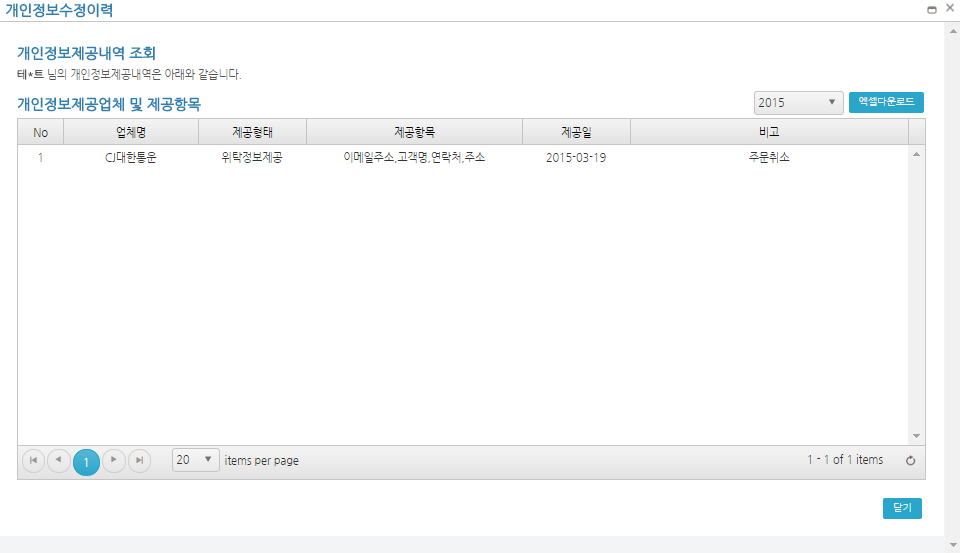 개인정보수정이력
개인정보제공내역 조회
테*트 님의 개인정보제공내역은 아래와 같습니다.
개인정보제공업체 및 제공항목
2015
엑셀다운로드
No 업체명 제공형태 제공항목 제공일 비고
1 CJ대한통운 위탁정보제공 이메일주소,고객명,연락처,주소 2015-03-19 주문취소
1 20 items per page 1 - 1 of 1 items
닫기